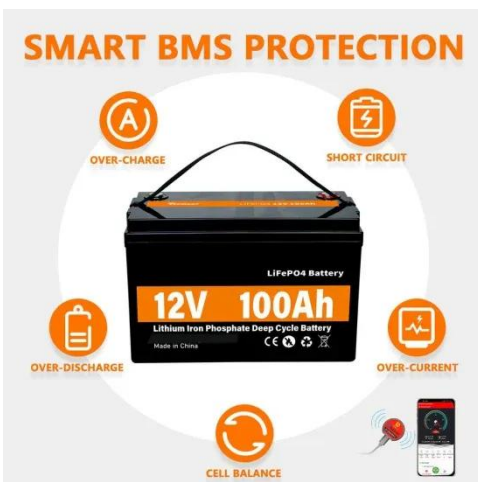 SMART BMS PROTECTION
OVER-CHARGE
SHORT CIRCUIT
LiFePO4 Battery
12V 100Ah
Lithium Iron Phosphate Deep Cycle Battery
Made in China
CE
OVER-DISCHARGE
OVER-CURRENT
CELL BALANCE